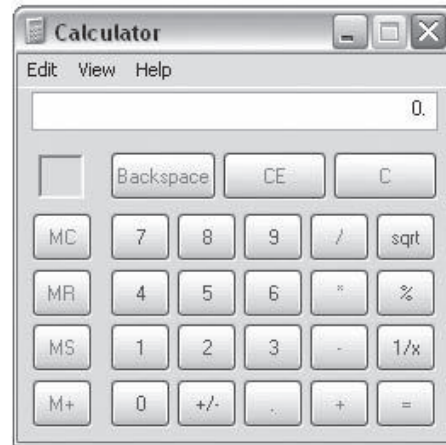 Calculator
Edit View Help
0.
Backspace CE C
MC 7 8 9 / sqrt
MR 4 5 6 * %
MS 1 2 3 - 1/x
M+ 0 +/- . + =